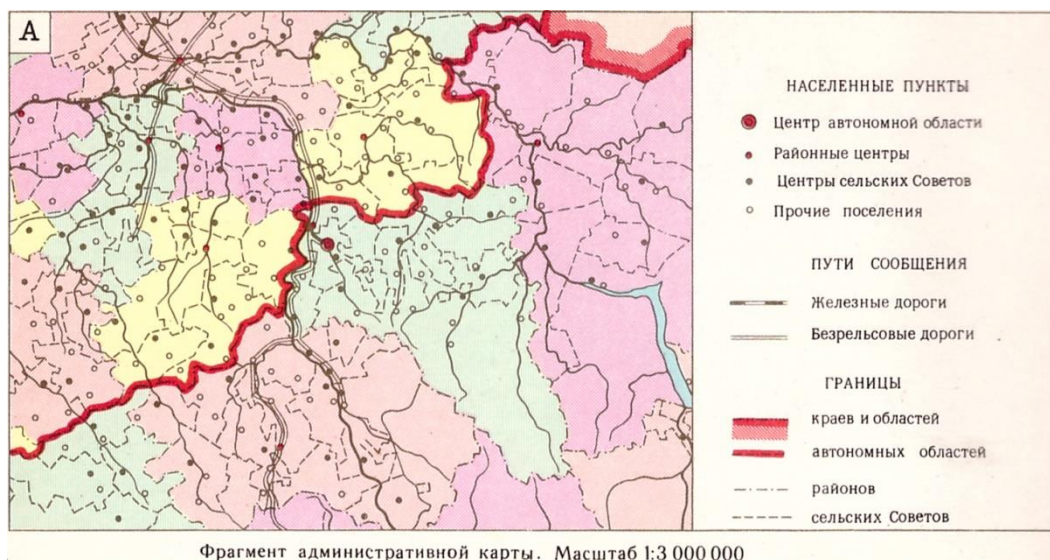 А
НАСЕЛЕННЫЕ ПУНКТЫ
Центр автономной области
Районные центры
Центры сельских Советов
Прочие поселения
ПУТИ СООБЩЕНИЯ
Железные дороги
Безрельсовые дороги
ГРАНИЦЫ
краев и областей
автономных областей
районов
сельских Советов
Фрагмент административной карты. Масштаб 1:3 000 000